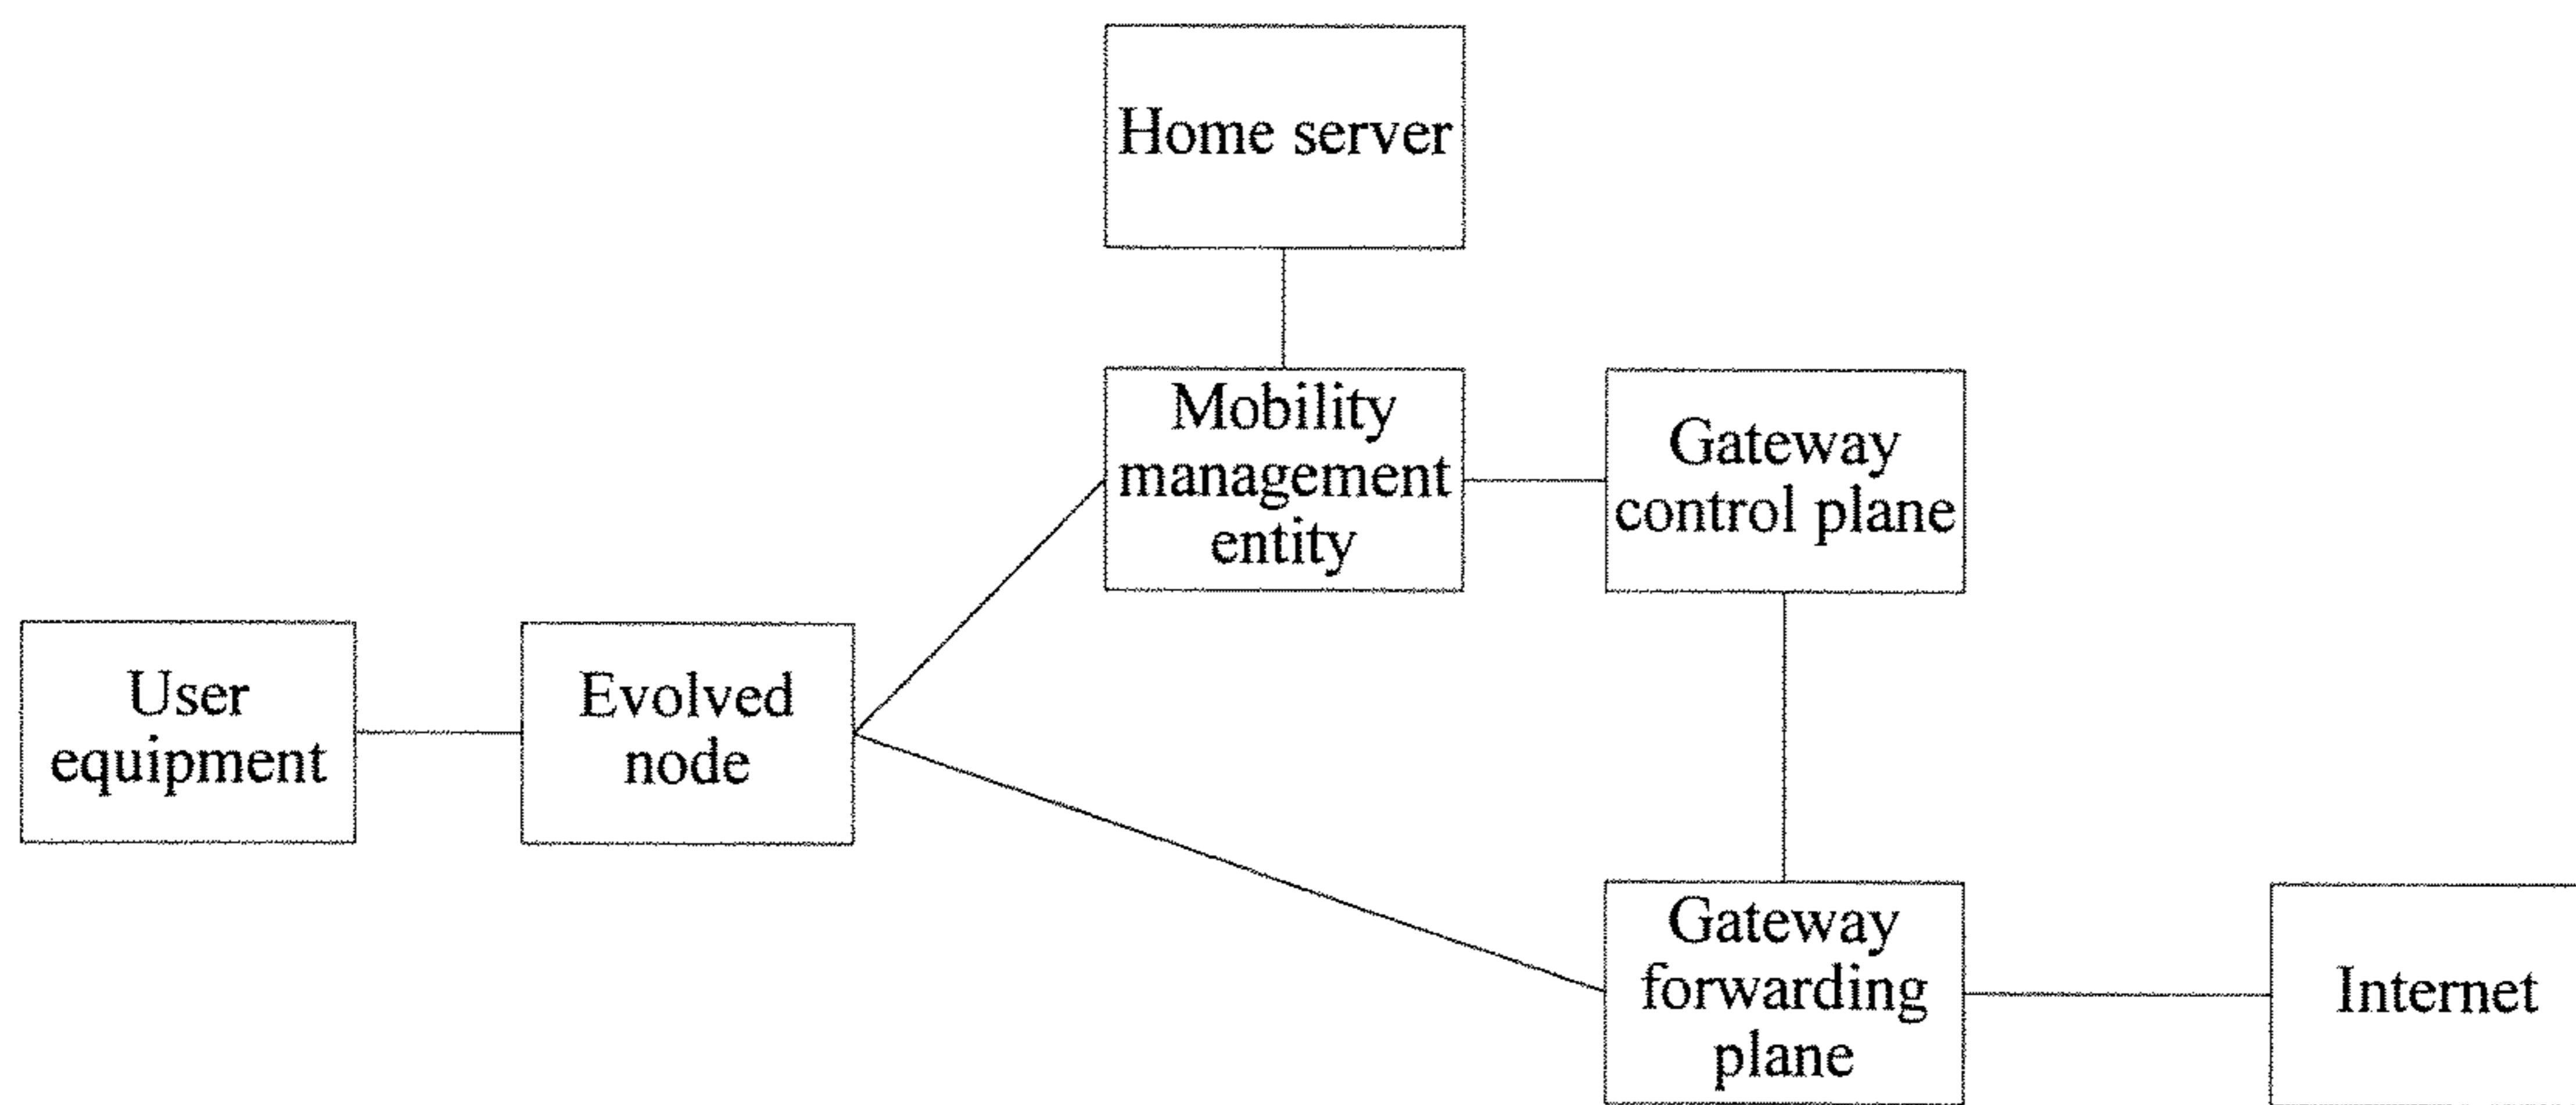 Home server
Mobility
management
entity
Gateway
control plane
User
equipment
Evolved
node
Gateway
forwarding
plane
Internet